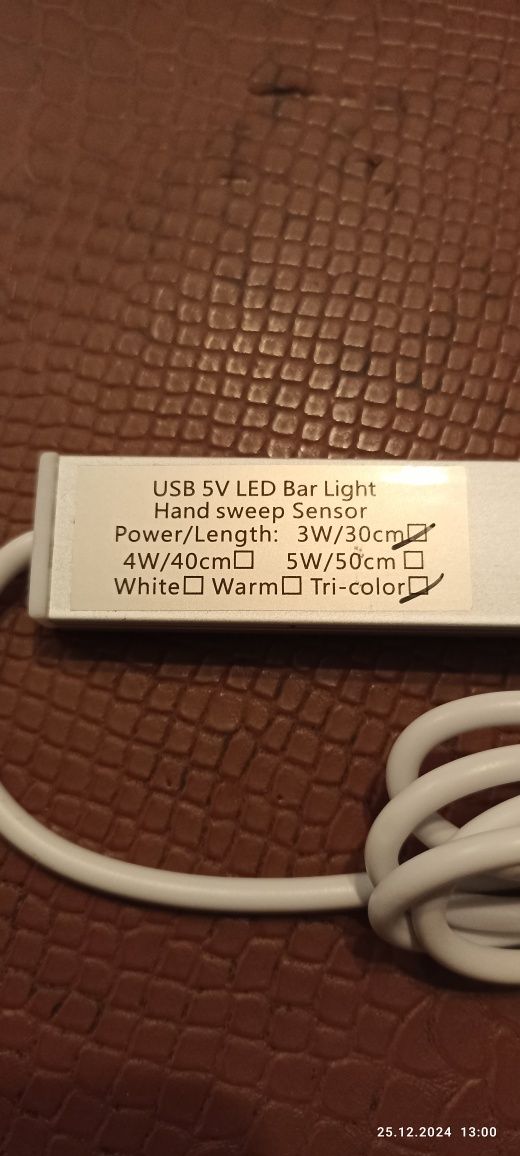 USB 5V LED Bar Light
Hand sweep Sensor
Power/Length: 3W/30cm☑
4W/40cm☐ 5W/50cm ☐
White☐ Warm☐ Tri-color☑
25.12.2024 13:00